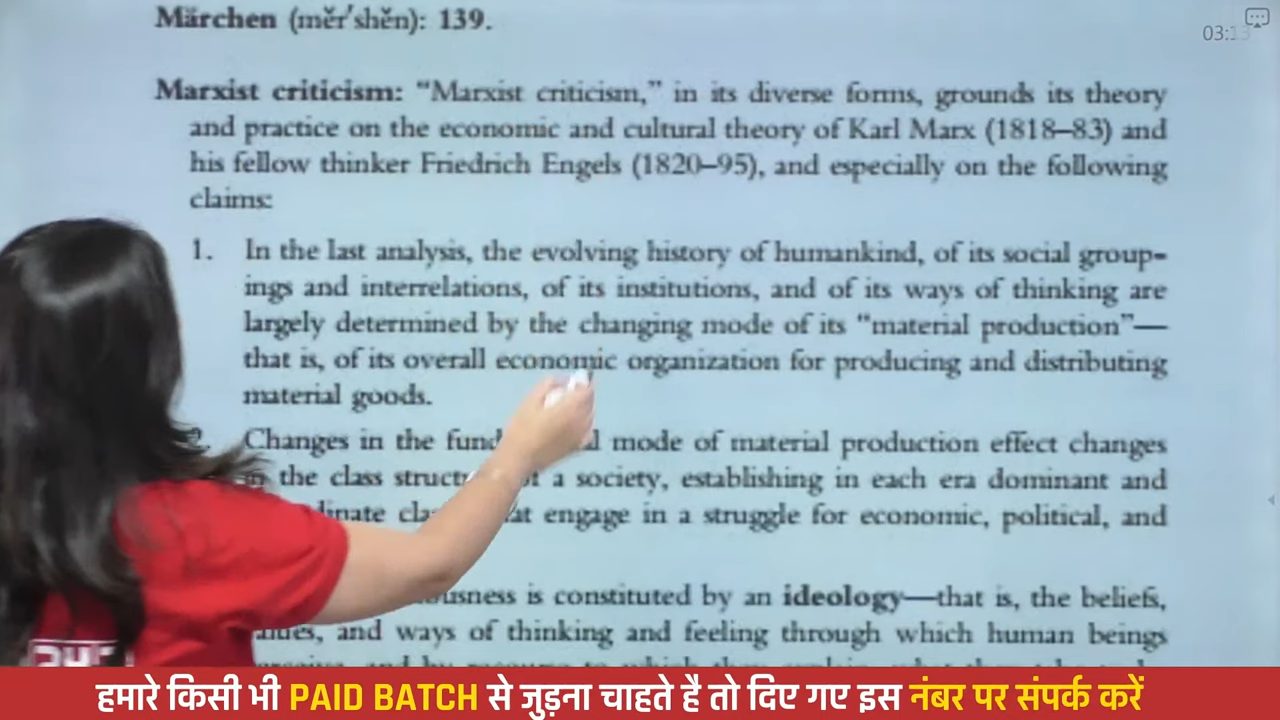 Märchen (mĕr′shĕn): 139.
03:13
Marxist criticism: “Marxist criticism,” in its diverse forms, grounds its theory
and practice on the economic and cultural theory of Karl Marx (1818–83) and
his fellow thinker Friedrich Engels (1820–95), and especially on the following
claims:
1. In the last analysis, the evolving history of humankind, of its social group-
ings and interrelations, of its institutions, and of its ways of thinking are
largely determined by the changing mode of its “material production”—
that is, of its overall economic organization for producing and distributing
material goods.
Changes in the mode of material production effect changes
the class a society, establishing in each era dominant and
engage in a struggle for economic, political, and
is constituted by an ideology—that is, the beliefs,
and ways of thinking and feeling through which human beings
हमारे किसी भी PAID BATCH से जुड़ना चाहते है तो दिए गए इस नंबर पर संपर्क करें